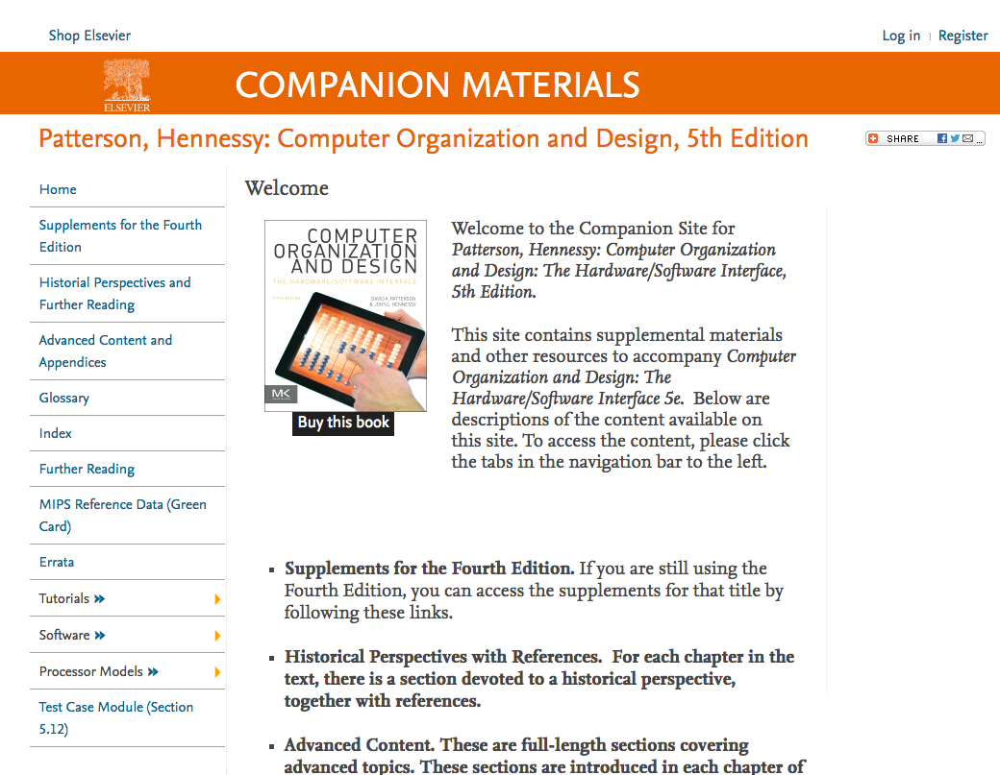 Shop Elsevier
Log in
Register
ELSEVIER
COMPANION MATERIALS
Patterson, Hennessy: Computer Organization and Design, 5th Edition
SHARE
...
Home
Supplements for the Fourth
Edition
Historial Perspectives and
Further Reading
Advanced Content and
Appendices
Glossary
Index
Further Reading
MIPS Reference Data (Green
Card)
Errata
Tutorials »
Software »
Processor Models »
Test Case Module (Section
5.12)
Welcome
COMPUTER
ORGANIZATION
AND DESIGN
THE HARDWARE/SOFTWARE INTERFACE
FIFTH EDITION
DAVID A. PATTERSON
& JOHN L. HENNESSY
MK
Buy this book
Welcome to the Companion Site for
Patterson, Hennessy: Computer Organization
and Design: The Hardware/Software Interface,
5th Edition.
This site contains supplemental materials
and other resources to accompany Computer
Organization and Design: The
Hardware/Software Interface 5e.  Below are
descriptions of the content available on
this site. To access the content, please click
the tabs in the navigation bar to the left.
▪ Supplements for the Fourth Edition. If you are still using the
Fourth Edition, you can access the supplements for that title by
following these links.
▪ Historical Perspectives with References.  For each chapter in the
text, there is a section devoted to a historical perspective,
together with references.
▪ Advanced Content. These are full-length sections covering
advanced topics. These sections are introduced in each chapter of